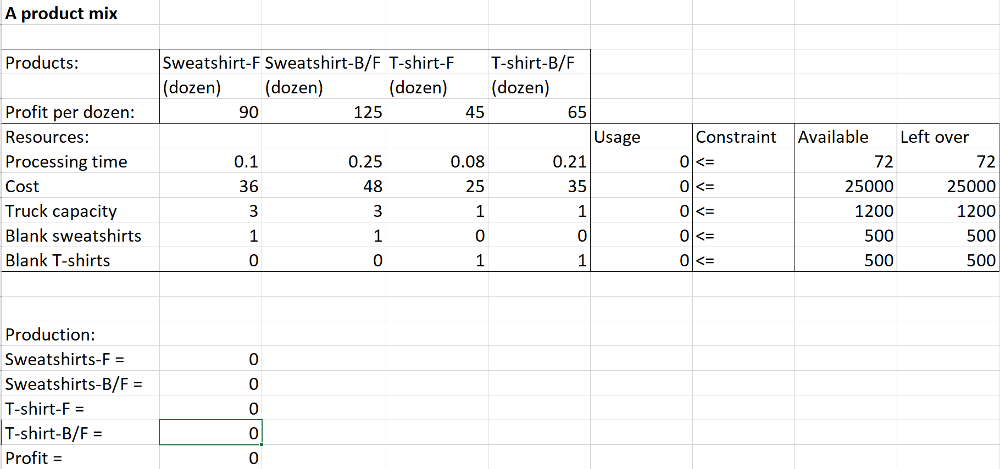 A product mix
Products: Sweatshirt-F Sweatshirt-B/F T-shirt-F T-shirt-B/F
(dozen) (dozen) (dozen) (dozen)
Profit per dozen: 90 125 45 65
Resources: Usage Constraint Available Left over
Processing time 0.1 0.25 0.08 0.21 0 <= 72 72
Cost 36 48 25 35 0 <= 25000 25000
Truck capacity 3 3 1 1 0 <= 1200 1200
Blank sweatshirts 1 1 0 0 0 <= 500 500
Blank T-shirts 0 0 1 1 0 <= 500 500
Production:
Sweatshirts-F = 0
Sweatshirts-B/F = 0
T-shirt-F = 0
T-shirt-B/F = 0
Profit = 0